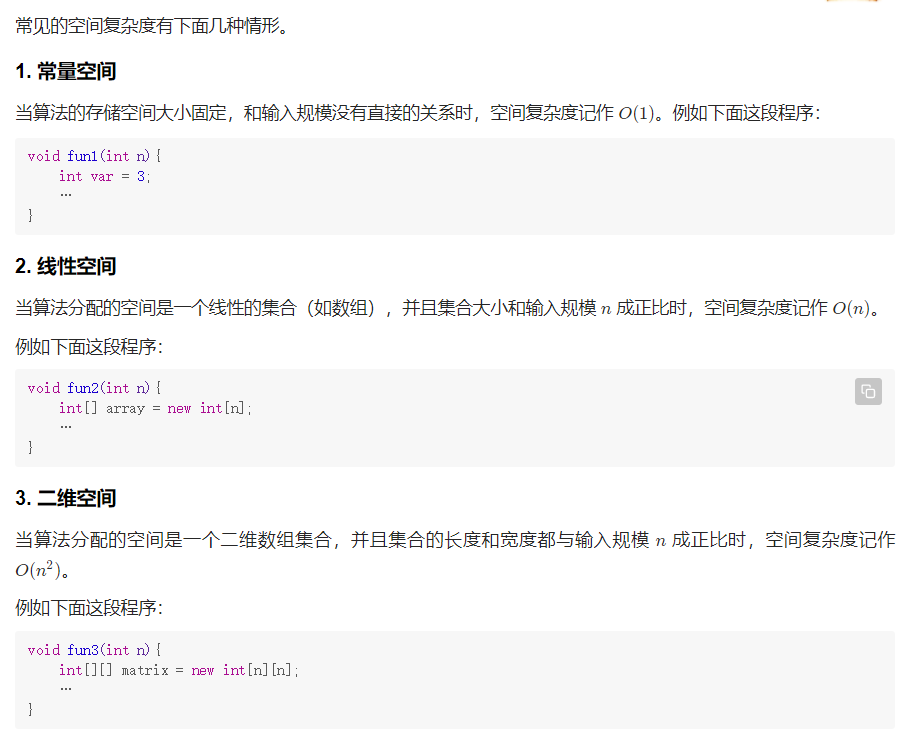 常见的空间复杂度有下面几种情形。
1. 常量空间
当算法的存储空间大小固定，和输入规模没有直接的关系时，空间复杂度记作 O(1)。例如下面这段程序：
void fun1(int n){
    int var = 3;
    …
}
2. 线性空间
当算法分配的空间是一个线性的集合（如数组），并且集合大小和输入规模 n 成正比时，空间复杂度记作 O(n)。
例如下面这段程序：
void fun2(int n){
    int[] array = new int[n];
    …
}
3. 二维空间
当算法分配的空间是一个二维数组集合，并且集合的长度和宽度都与输入规模 n 成正比时，空间复杂度记作
O(n²)。
例如下面这段程序：
void fun3(int n){
    int[][] matrix = new int[n][n];
    …
}